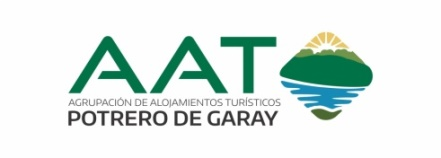 AAT
AGRUPACIÓN DE ALOJAMIENTOS TURÍSTICOS
POTRERO DE GARAY